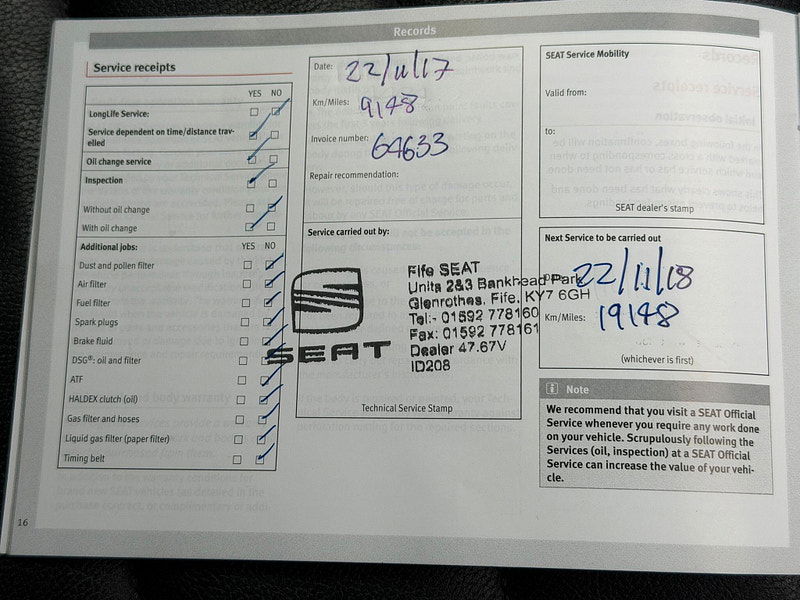 Records
Service receipts
YES NO
LongLife Service:
Service dependent on time/distance trav-
elled
Oil change service
Inspection
Without oil change
With oil change
Additional jobs: YES NO
Dust and pollen filter
Air filter
Fuel filter
Spark plugs
Brake fluid
DSG®: oil and filter
ATF
HALDEX clutch (oil)
Gas filter and hoses
Liquid gas filter (paper filter)
Timing belt
16
Date: 22/11/17
Km/Miles: 9148
Invoice number: 64633
Repair recommendation:
Service carried out by:
SEAT
Fife SEAT
Units 2&3 Bankhead Park
Glenrothes, Fife, KY7 6GH
Tel:- 01592 778160
Fax: 01592 778161
Dealer 47.67V
ID208
Technical Service Stamp
SEAT Service Mobility
Valid from:
to:
SEAT dealer's stamp
Next Service to be carried out
22/11/18
Km/Miles: 19148
(whichever is first)
Note
We recommend that you visit a SEAT Official
Service whenever you require any work done
on your vehicle. Scrupulously following the
Services (oil, inspection) at a SEAT Official
Service can increase the value of your vehi-
cle.